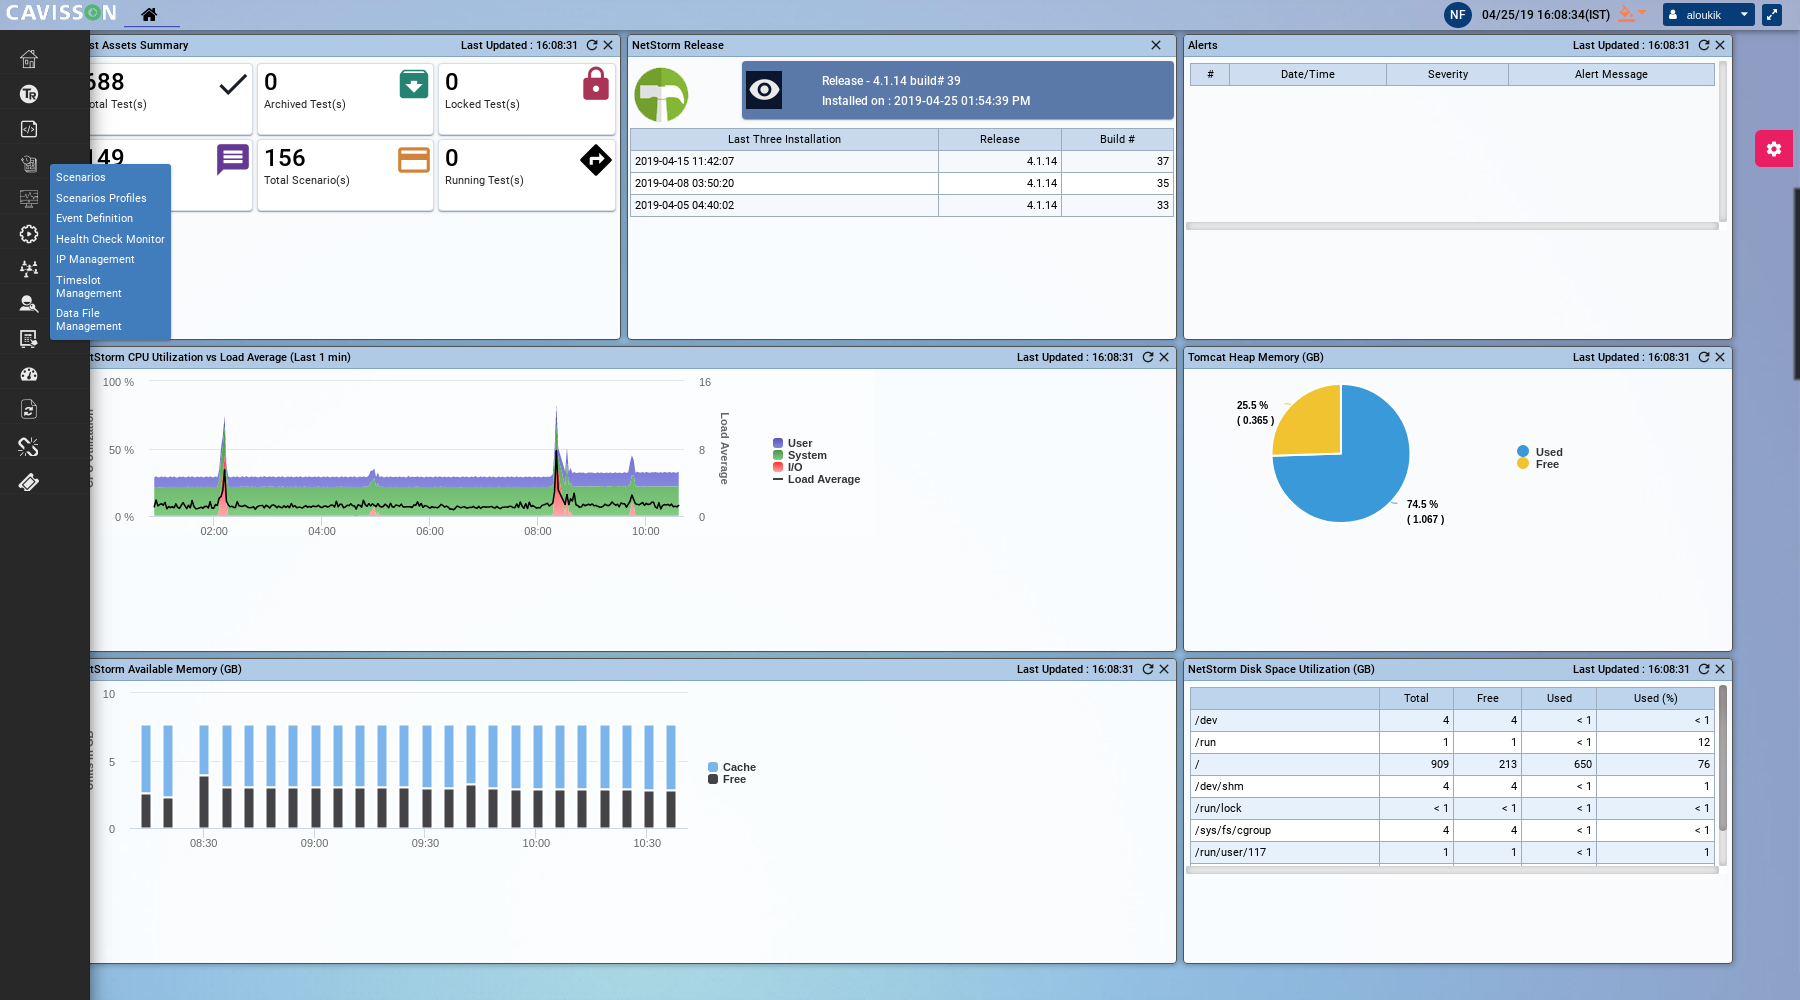 CAVISSON
NF 04/25/19 16:08:34(IST) aloukik
Assets Summary Last Updated : 16:08:31
688
Total Test(s)
0
Archived Test(s)
0
Locked Test(s)
149
156
Total Scenario(s)
0
Running Test(s)
TR
Scenarios
Scenarios Profiles
Event Definition
Health Check Monitor
IP Management
Timeslot
Management
Data File
Management
NetStorm Release
Release - 4.1.14 build# 39
Installed on : 2019-04-25 01:54:39 PM
Last Three Installation Release Build #
2019-04-15 11:42:07 4.1.14 37
2019-04-08 03:50:20 4.1.14 35
2019-04-05 04:40:02 4.1.14 33
Alerts Last Updated : 16:08:31
# Date/Time Severity Alert Message
NetStorm CPU Utilization vs Load Average (Last 1 min) Last Updated : 16:08:31
100 %
50 %
0 %
16
8
0
Load Average
02:00 04:00 06:00 08:00 10:00
User
System
I/O
Load Average
Tomcat Heap Memory (GB) Last Updated : 16:08:31
25.5 %
( 0.365 )
74.5 %
( 1.067 )
Used
Free
NetStorm Available Memory (GB) Last Updated : 16:08:31
10
5
0
08:30 09:00 09:30 10:00 10:30
Cache
Free
NetStorm Disk Space Utilization (GB) Last Updated : 16:08:31
Total Free Used Used (%)
/dev 4 4 < 1 < 1
/run 1 1 < 1 12
/ 909 213 650 76
/dev/shm 4 4 < 1 1
/run/lock < 1 < 1 < 1 < 1
/sys/fs/cgroup 4 4 < 1 < 1
/run/user/117 1 1 < 1 1